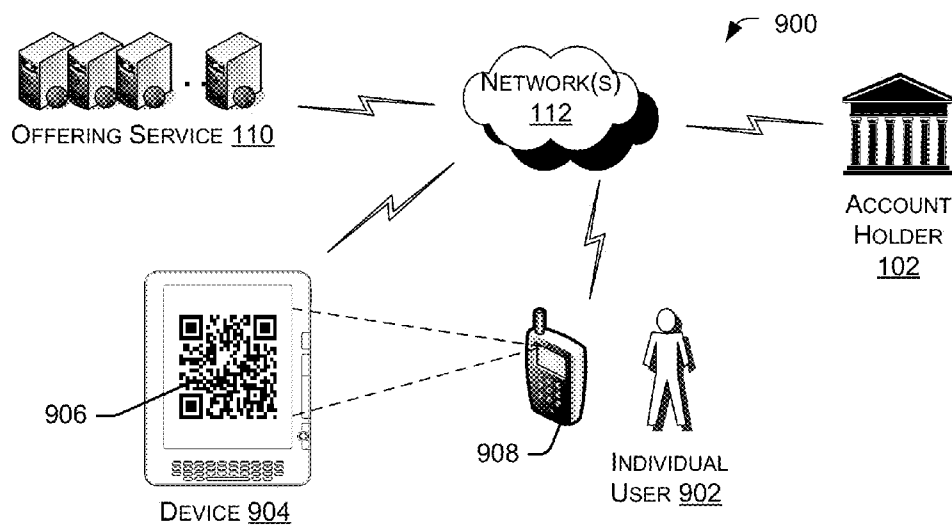 900
NETWORK(S)
112
OFFERING SERVICE 110
ACCOUNT
HOLDER
102
906
908
INDIVIDUAL
USER 902
DEVICE 904